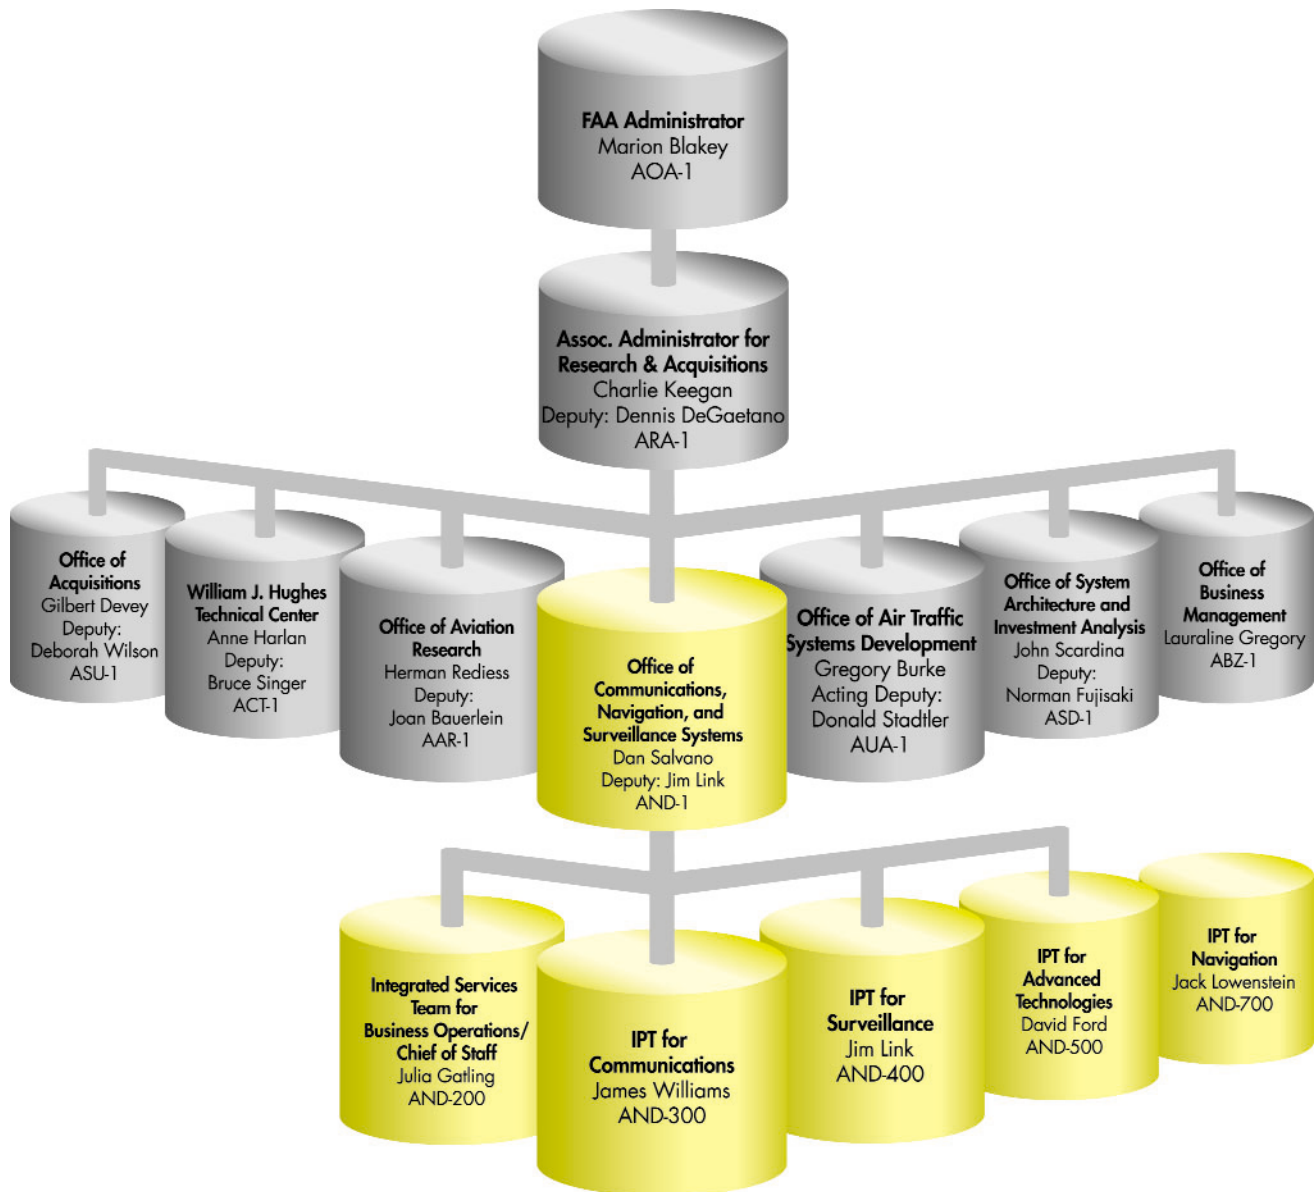 FAA Administrator
Marion Blakey
AOA-1
Assoc. Administrator for
Research & Acquisitions
Charlie Keegan
Deputy: Dennis DeGaetano
ARA-1
Office of
Acquisitions
Gilbert Devey
Deputy:
Deborah Wilson
ASU-1
William J. Hughes
Technical Center
Anne Harlan
Deputy:
Bruce Singer
ACT-1
Office of Aviation
Research
Herman Rediess
Deputy:
Joan Bauerlein
AAR-1
Office of
Communications,
Navigation, and
Surveillance Systems
Dan Salvano
Deputy: Jim Link
AND-1
Office of Air Traffic
Systems Development
Gregory Burke
Acting Deputy:
Donald Stadtler
AUA-1
Office of System
Architecture and
Investment Analysis
John Scardina
Deputy:
Norman Fujisaki
ASD-1
Office of
Business
Management
Lauraline Gregory
ABZ-1
Integrated Services
Team for
Business Operations/
Chief of Staff
Julia Gatling
AND-200
IPT for
Communications
James Williams
AND-300
IPT for
Surveillance
Jim Link
AND-400
IPT for
Advanced
Technologies
David Ford
AND-500
IPT for
Navigation
Jack Lowenstein
AND-700